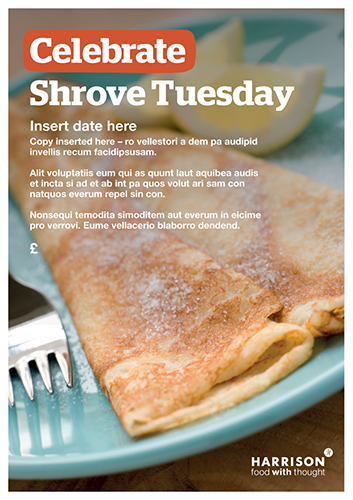 Celebrate
Shrove Tuesday
Insert date here
Copy inserted here – ro vellestori a dem pa audipid
invellis recum facidipsusam.
Alit voluptatiis eum qui as quunt laut aquibea audis
et incta si ad et ab int pa quos volut ari sam con
natquos everum repel sin con.
Nonsequi temodita simoditem aut everum in eicime
pro verrovi. Eume vellacerio blaborro dendend.
£
HARRISON
food with thought